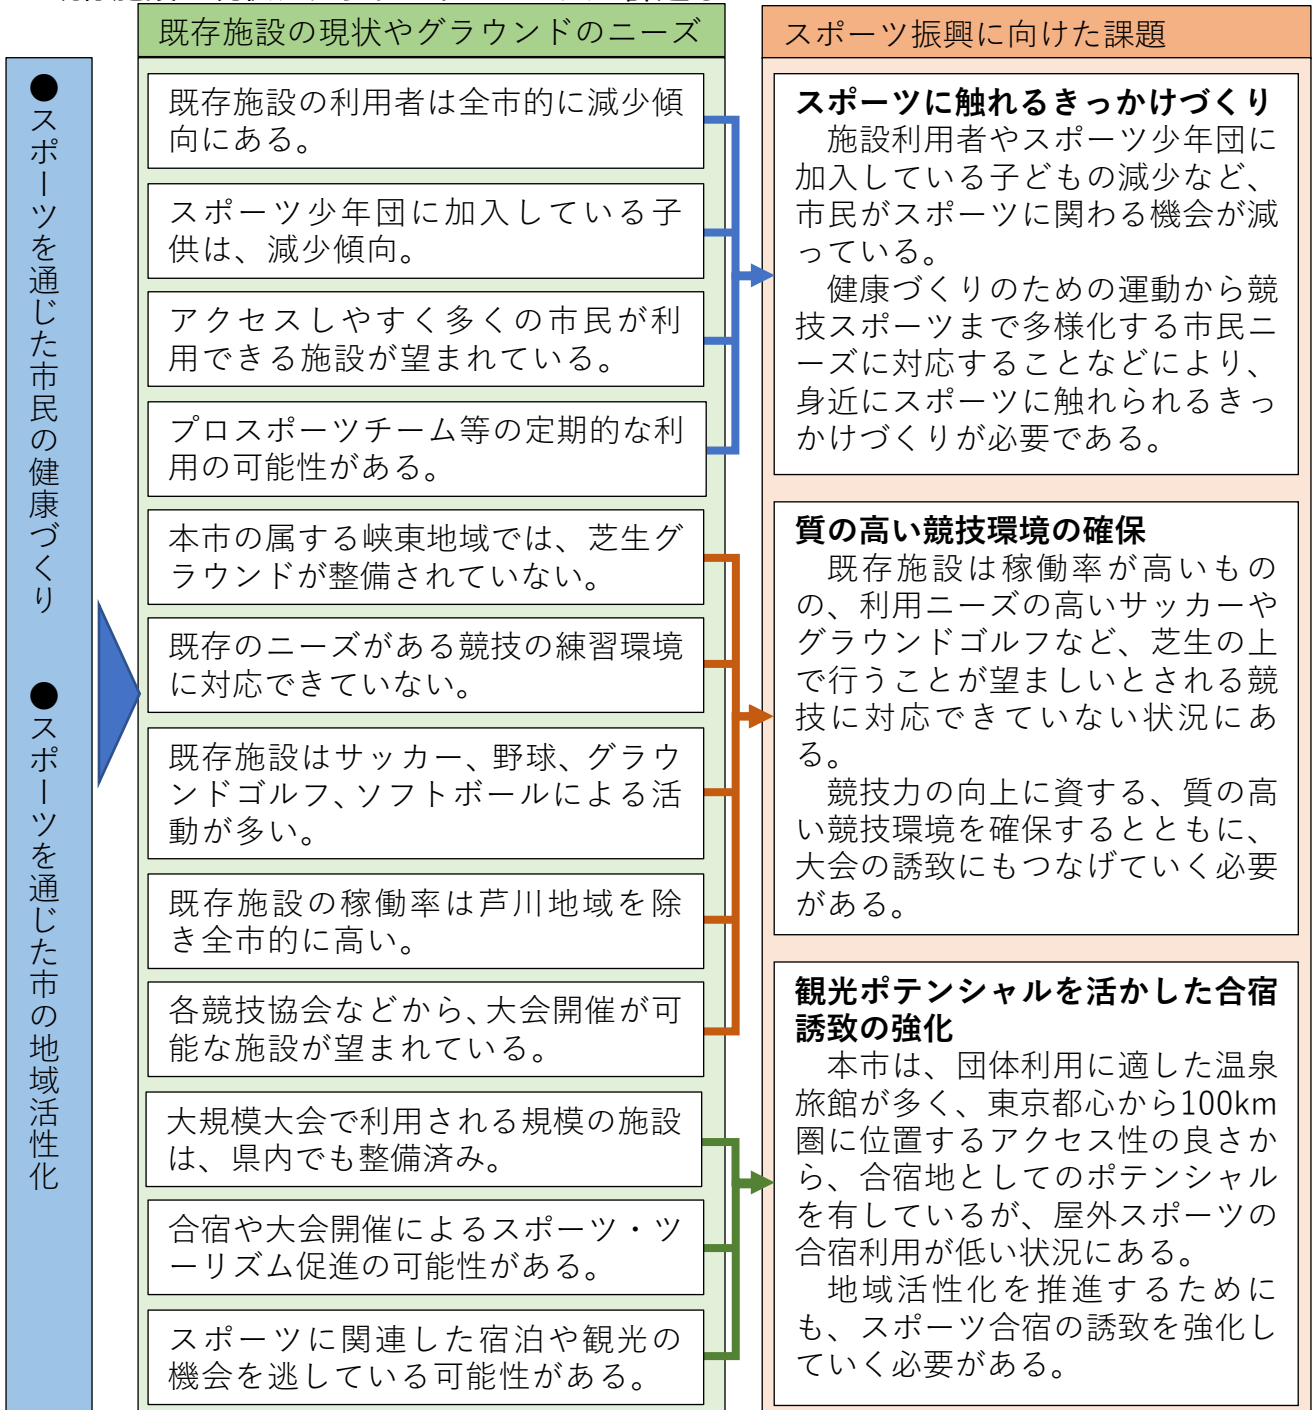 ●スポーツを通じた市民の健康づくり　●スポーツを通じた市の地域活性化
既存施設の現状やグラウンドのニーズ
既存施設の利用者は全市的に減少傾
向にある。
スポーツ少年団に加入している子
供は、減少傾向。
アクセスしやすく多くの市民が利
用できる施設が望まれている。
プロスポーツチーム等の定期的な利
用の可能性がある。
本市の属する峡東地域では、芝生グ
ラウンドが整備されていない。
既存のニーズがある競技の練習環境
に対応できていない。
既存施設はサッカー、野球、グラウ
ンドゴルフ、ソフトボールによる活
動が多い。
既存施設の稼働率は芦川地域を除
き全市的に高い。
各競技協会などから、大会開催が可
能な施設が望まれている。
大規模大会で利用される規模の施設
は、県内でも整備済み。
合宿や大会開催によるスポーツ・ツ
ーリズム促進の可能性がある。
スポーツに関連した宿泊や観光の
機会を逃している可能性がある。
スポーツ振興に向けた課題
スポーツに触れるきっかけづくり
施設利用者やスポーツ少年団に
加入している子どもの減少など、
市民がスポーツに関わる機会が減
っている。
健康づくりのための運動から競
技スポーツまで多様化する市民ニ
ーズに対応することなどにより、
身近にスポーツに触れられるきっ
かけづくりが必要である。
質の高い競技環境の確保
既存施設は稼働率が高いもの
の、利用ニーズの高いサッカーや
グラウンドゴルフなど、芝生の上
で行うことが望ましいとされる競
技に対応できていない状況にあ
る。
競技力の向上に資する、質の高
い競技環境を確保するとともに、
大会の誘致にもつなげていく必要
がある。
観光ポテンシャルを活かした合宿
誘致の強化
本市は、団体利用に適した温泉
旅館が多く、東京都心から100km
圏に位置するアクセス性の良さか
ら、合宿地としてのポテンシャル
を有しているが、屋外スポーツの
合宿利用が低い状況にある。
地域活性化を推進するために
も、スポーツ合宿の誘致を強化し
ていく必要がある。